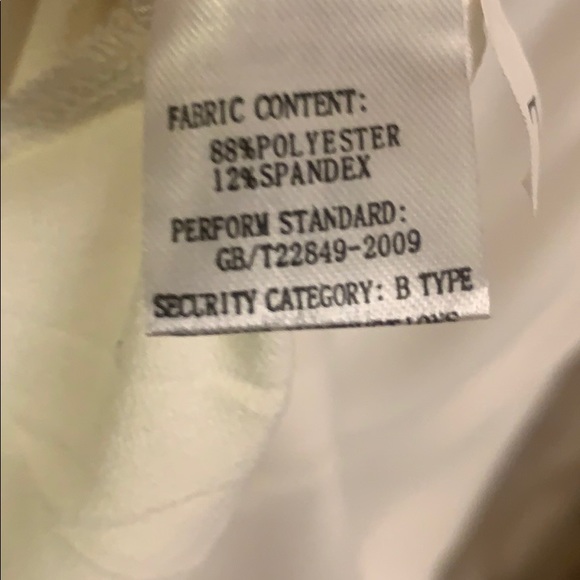 FABRIC CONTENT:
88%POLYESTER
12%SPANDEX
PERFORM STANDARD:
GB/T22849-2009
SECURITY CATEGORY: B TYPE